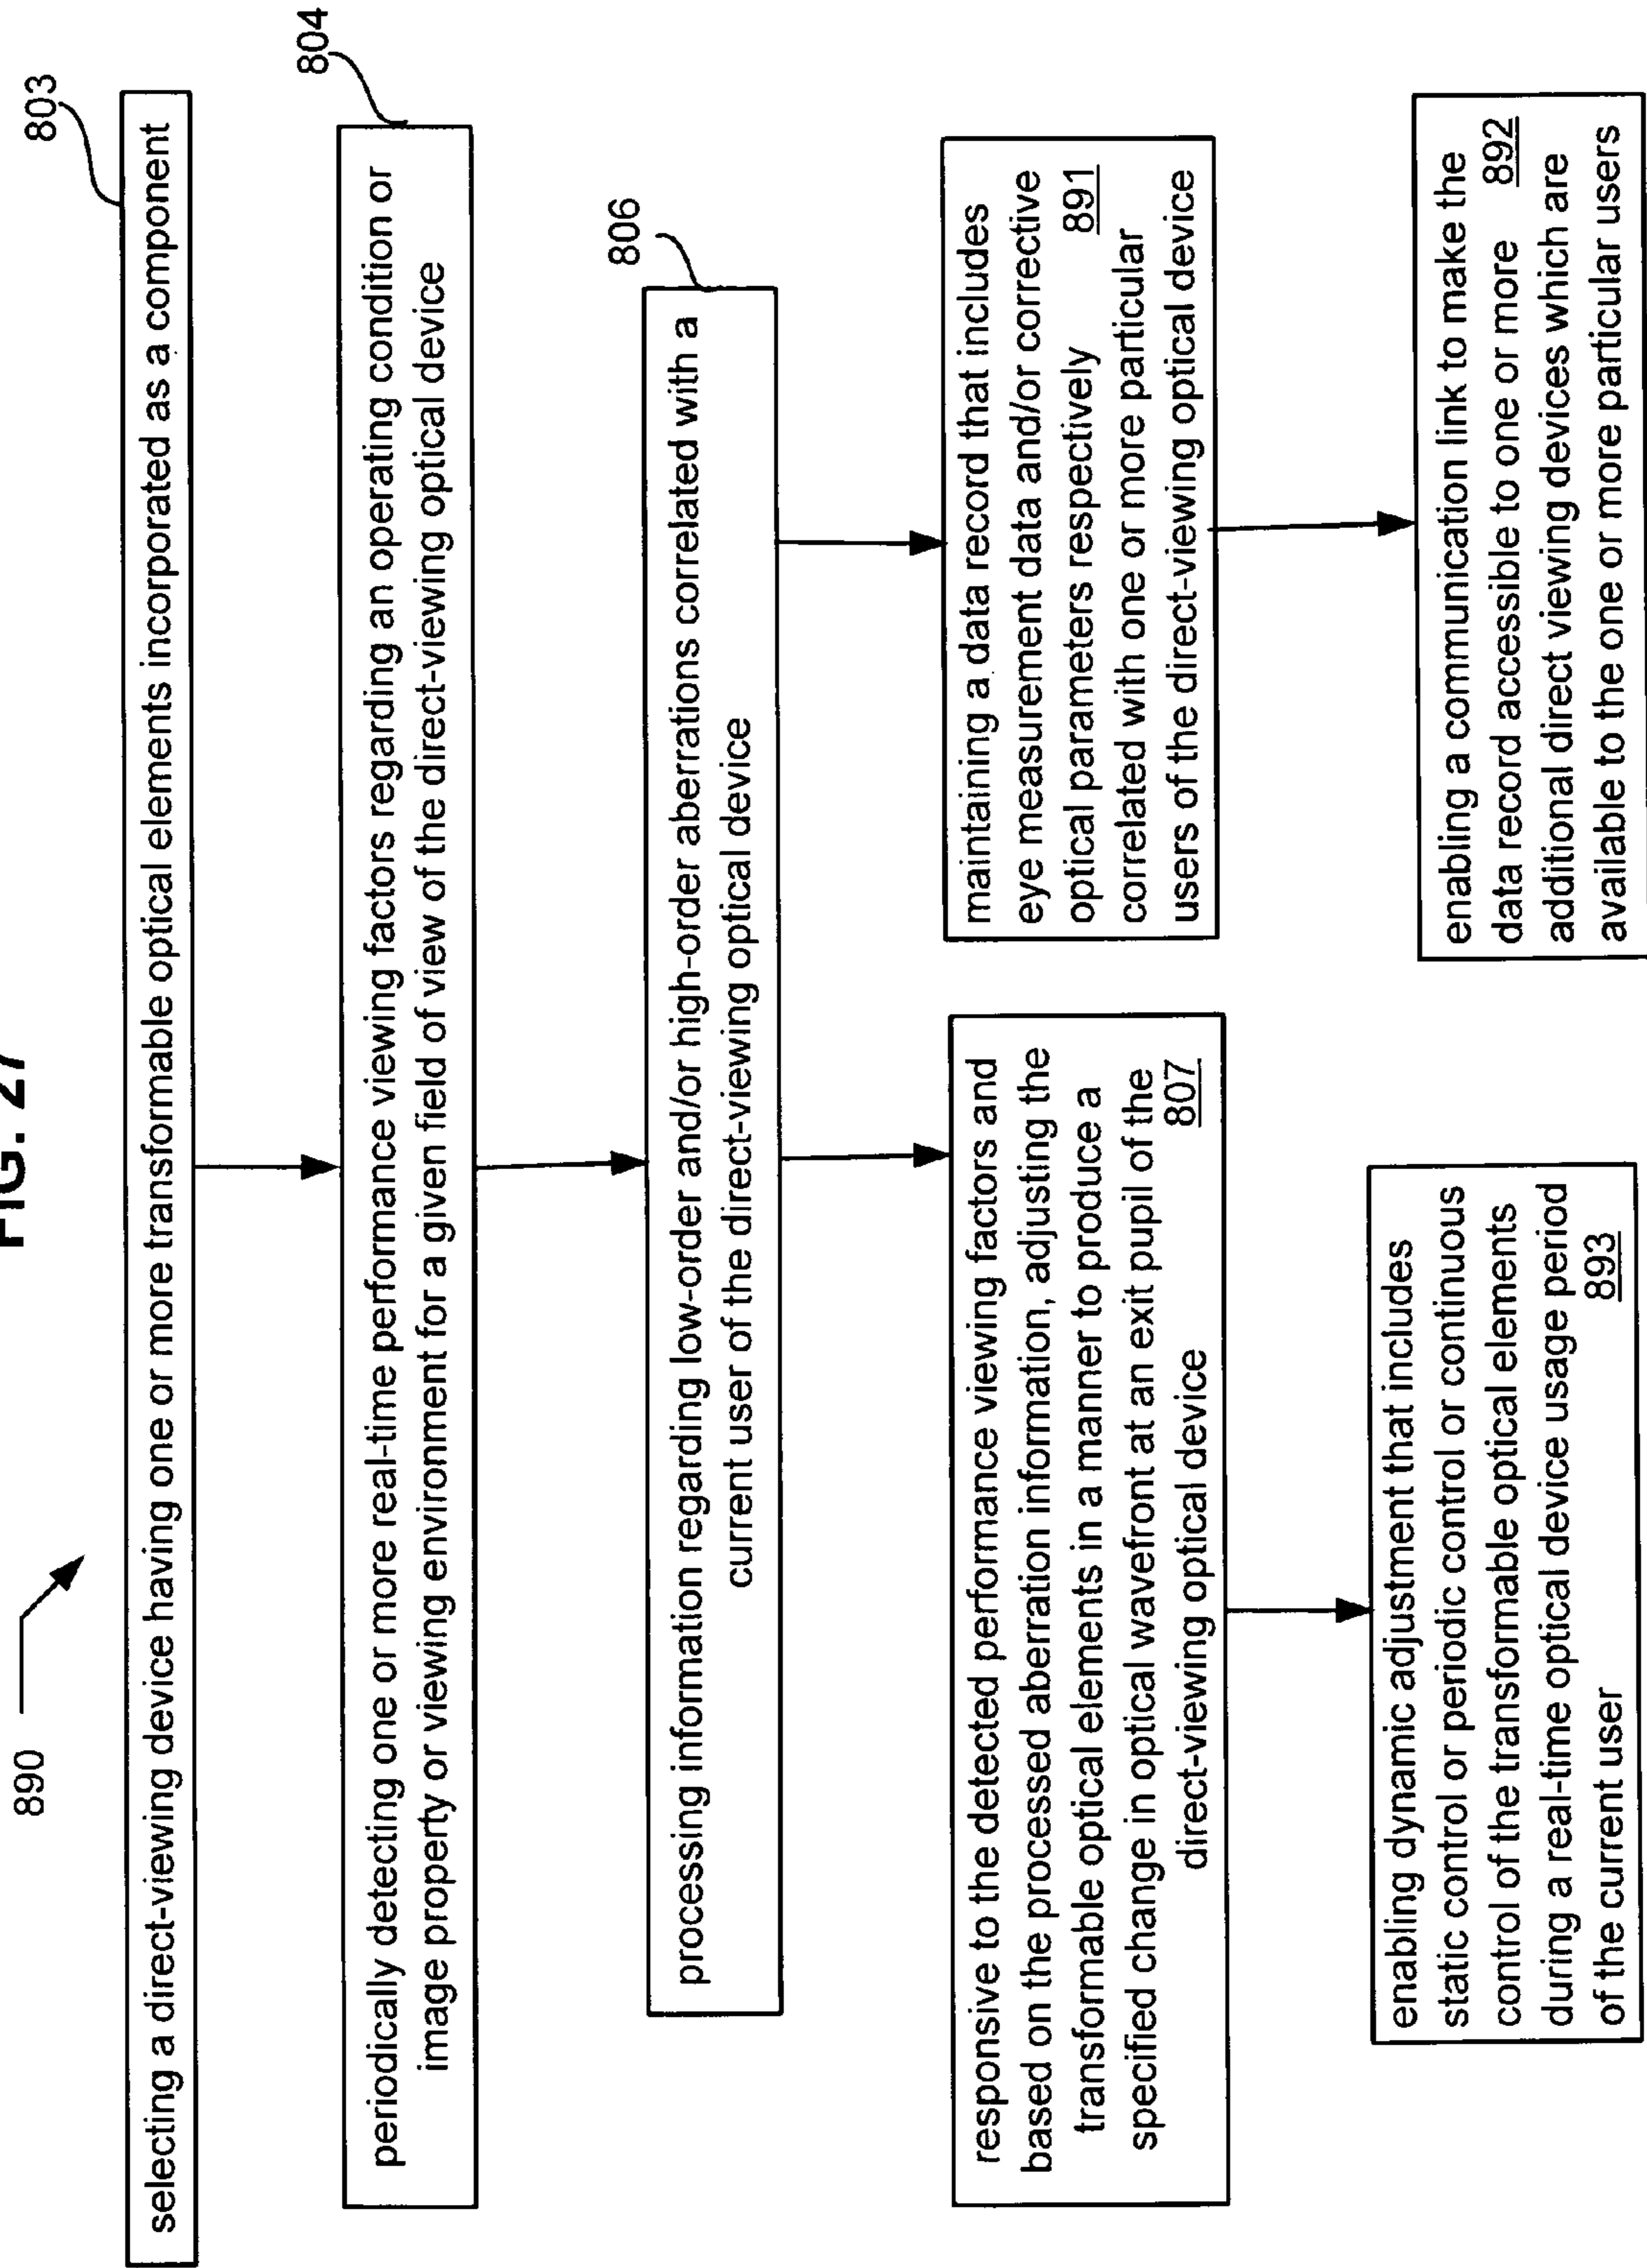 FIG. 27
890
803
selecting a direct-viewing device having one or more transformable optical elements incorporated as a component
804
periodically detecting one or more real-time performance viewing factors regarding an operating condition or
image property or viewing environment for a given field of view of the direct-viewing optical device
806
processing information regarding low-order and/or high-order aberrations correlated with a
current user of the direct-viewing optical device
responsive to the detected performance viewing factors and
based on the processed aberration information, adjusting the
transformable optical elements in a manner to produce a
specified change in optical wavefront at an exit pupil of the
direct-viewing optical device 807
maintaining a data record that includes
eye measurement data and/or corrective
optical parameters respectively 891
correlated with one or more particular
users of the direct-viewing optical device
enabling dynamic adjustment that includes
static control or periodic control or continuous
control of the transformable optical elements
during a real-time optical device usage period
of the current user 893
enabling a communication link to make the
data record accessible to one or more 892
additional direct viewing devices which are
available to the one or more particular users